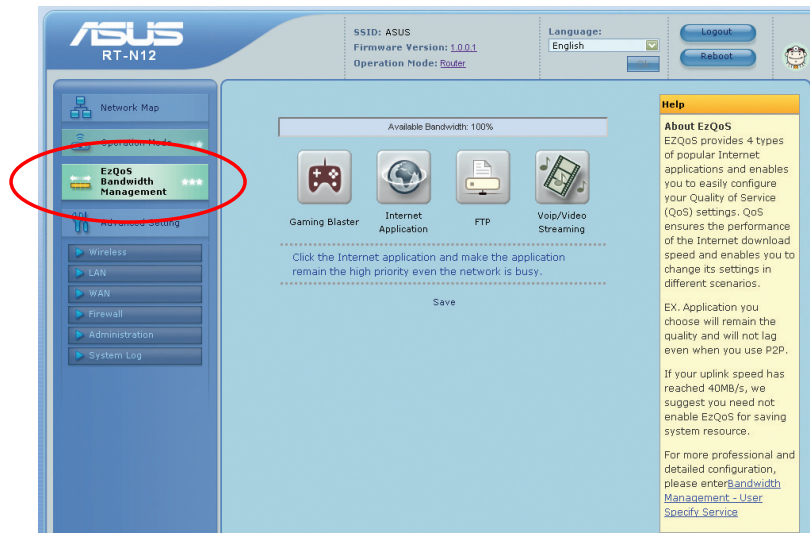 ASUS
RT-N12
SSID: ASUS
Firmware Version: 1.0.0.1
Operation Mode: Router
Language:
English
Logout
Reboot
Network Map
Operation Mode
EzQoS
Bandwidth
Management
Advanced Setting
Wireless
LAN
WAN
Firewall
Administration
System Log
Available Bandwidth: 100%
Gaming Blaster
Internet
Application
FTP
Voip/Video
Streaming
Click the Internet application and make the application
remain the high priority even the network is busy.
Save
Help
About EzQoS
EZQoS provides 4 types
of popular Internet
applications and enables
you to easily configure
your Quality of Service
(QoS) settings. QoS
ensures the performance
of the Internet download
speed and enables you to
change its settings in
different scenarios.
EX. Application you
choose will remain the
quality and will not lag
even when you use P2P.
If your uplink speed has
reached 40MB/s, we
suggest you need not
enable EzQoS for saving
system resource.
For more professional and
detailed configuration,
please enterBandwidth
Management - User
Specify Service